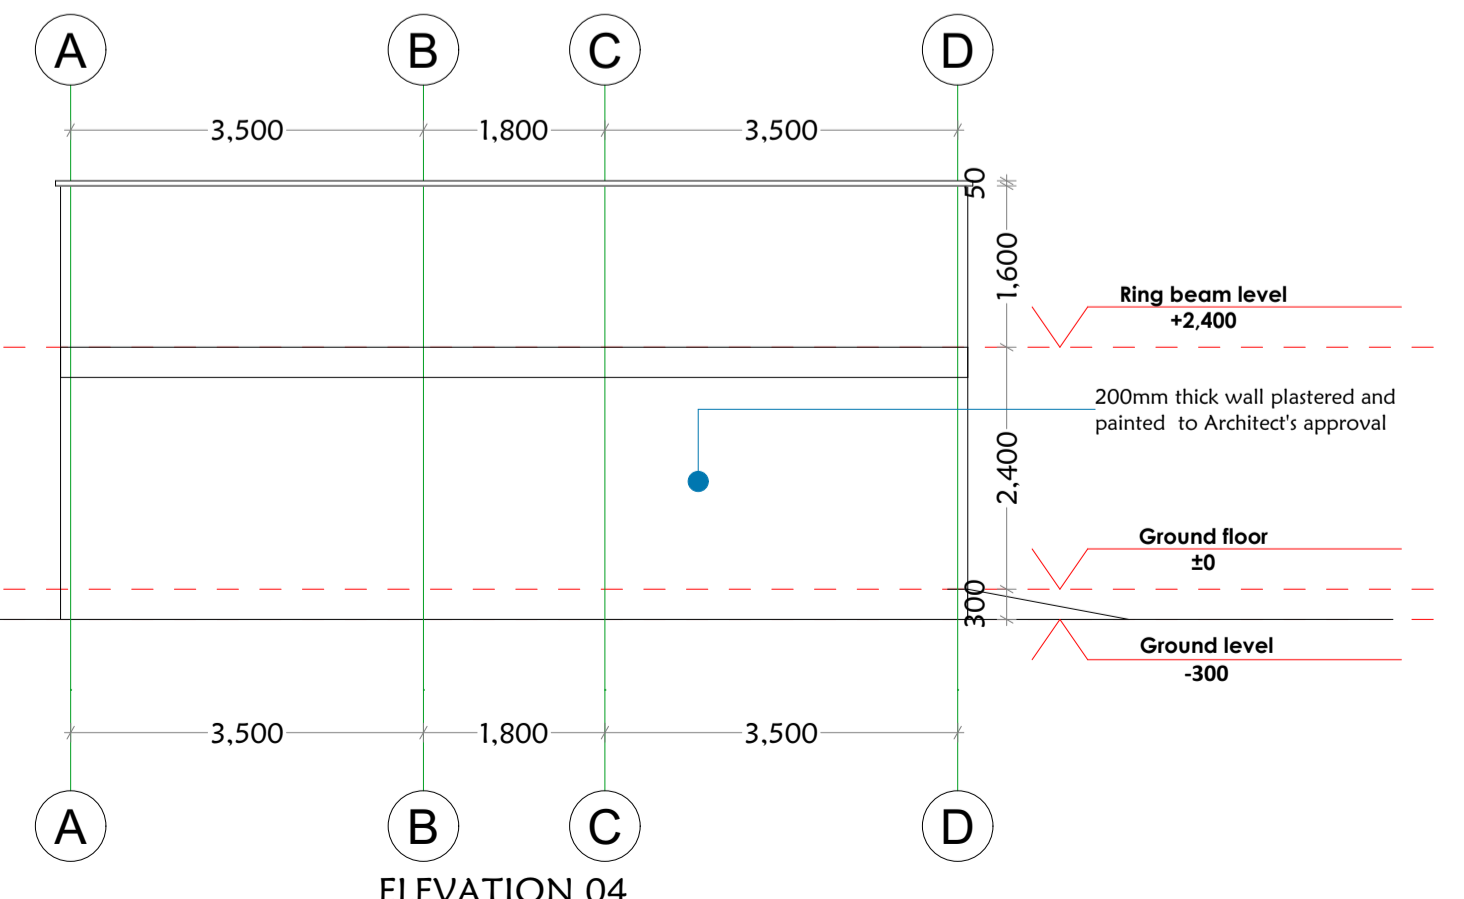 A B C D
3,500 1,800 3,500
50
1,600
Ring beam level
+2,400
200mm thick wall plastered and
painted  to Architect's approval
2,400
Ground floor
±0
300
Ground level
-300
3,500 1,800 3,500
A B C D
ELEVATION 04